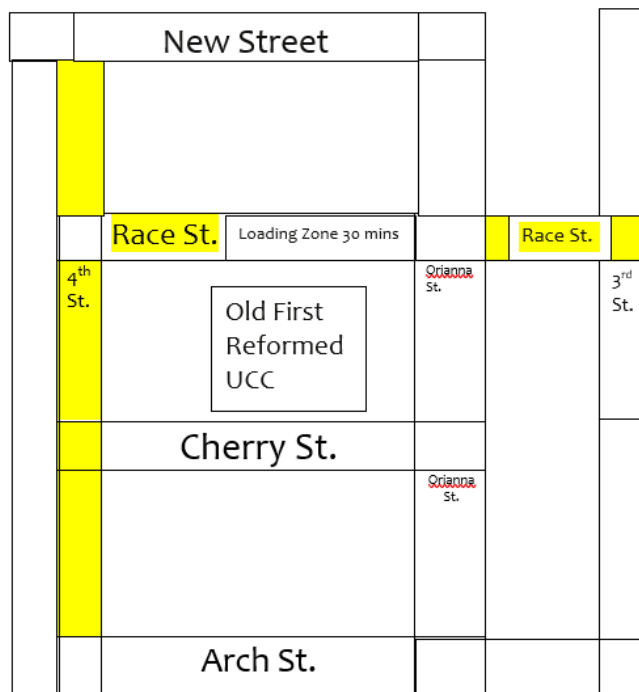 New Street
Race St.
Loading Zone 30 mins
Race St.
4th
St.
Orianna
St.
3rd
St.
Old First
Reformed
UCC
Cherry St.
Orianna
St.
Arch St.